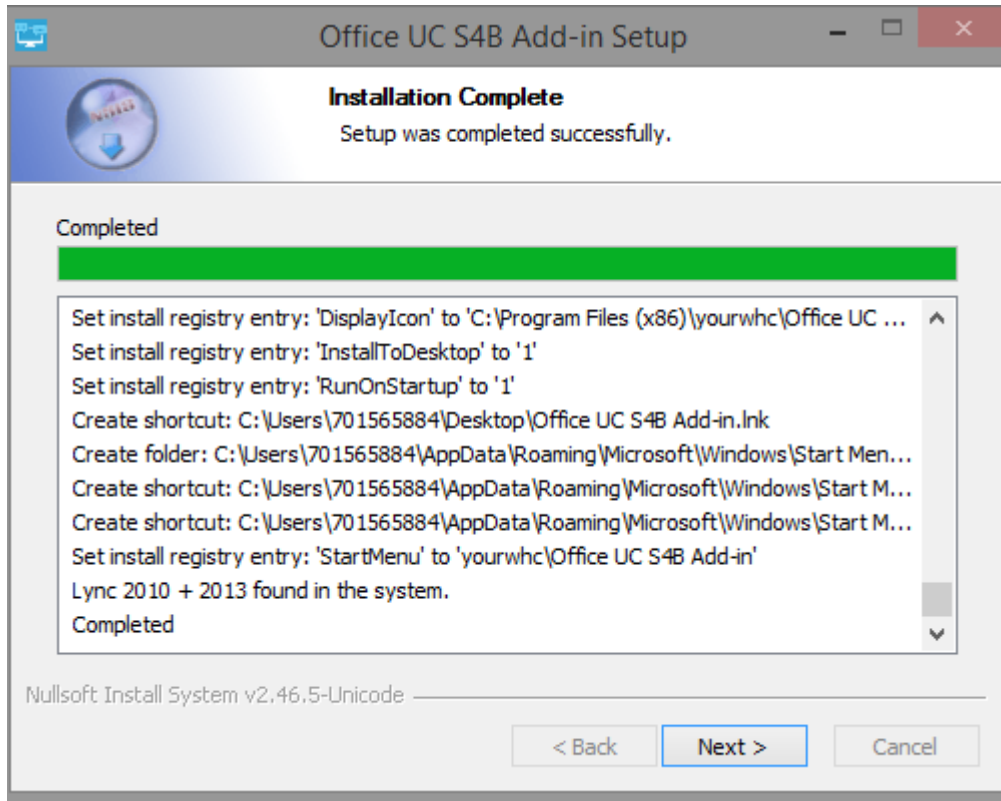 Office UC S4B Add-in Setup
Installation Complete
Setup was completed successfully.
Completed
Set install registry entry: 'DisplayIcon' to 'C:\Program Files (x86)\yourwhc\Office UC ...
Set install registry entry: 'InstallToDesktop' to '1'
Set install registry entry: 'RunOnStartup' to '1'
Create shortcut: C:\Users\701565884\Desktop\Office UC S4B Add-in.lnk
Create folder: C:\Users\701565884\AppData\Roaming\Microsoft\Windows\Start Men...
Create shortcut: C:\Users\701565884\AppData\Roaming\Microsoft\Windows\Start M...
Create shortcut: C:\Users\701565884\AppData\Roaming\Microsoft\Windows\Start M...
Set install registry entry: 'StartMenu' to 'yourwhc\Office UC S4B Add-in'
Lync 2010 + 2013 found in the system.
Completed
Nullsoft Install System v2.46.5-Unicode
< Back
Next >
Cancel